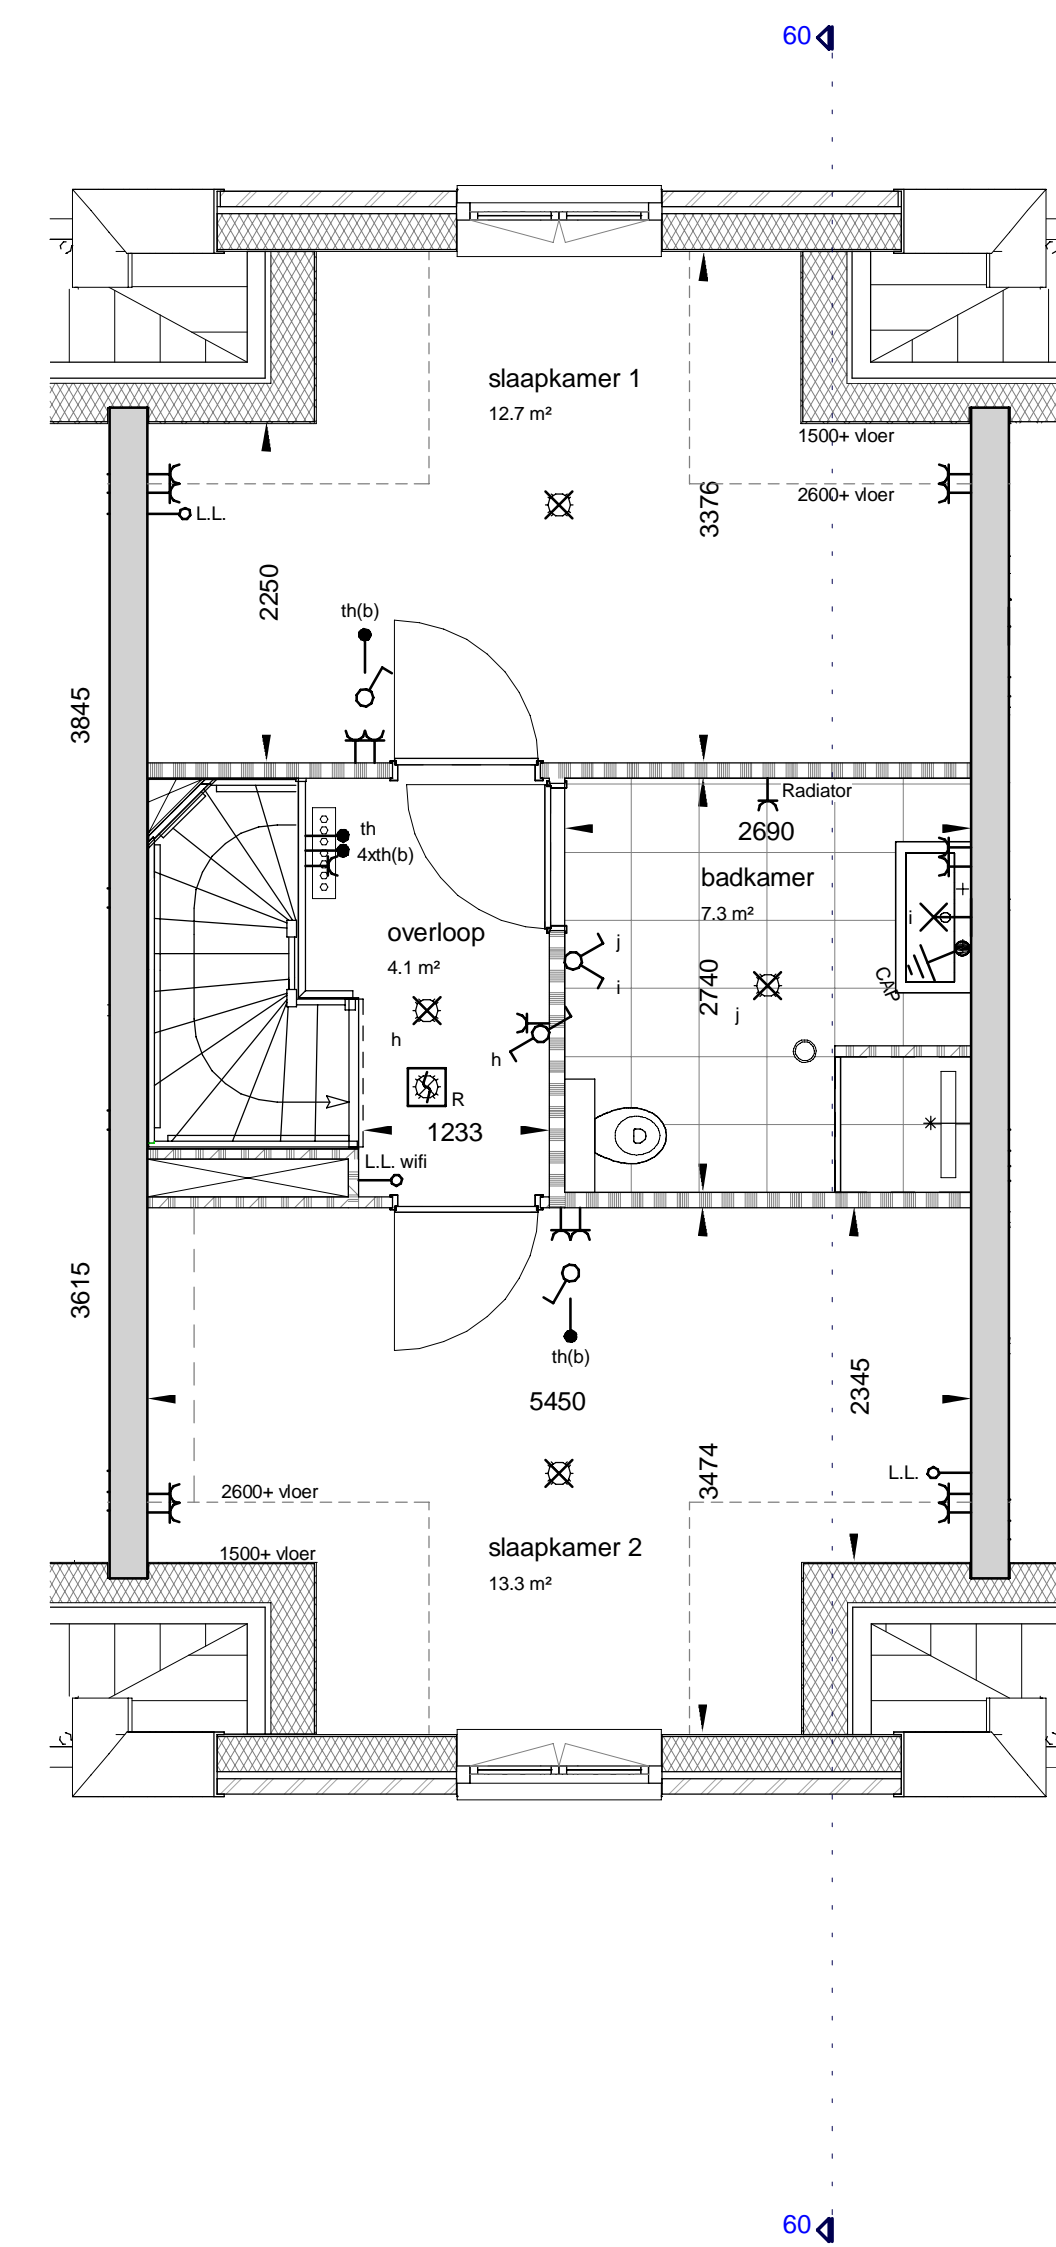 60
slaapkamer 1
12.7 m²
1500+ vloer
2600+ vloer
3376
L.L.
2250
th(b)
3845
Radiator
2690
th
4xth(b)
badkamer
7.3 m²
i
overloop
4.1 m²
j
i
2740
CAP
j
h
h
R
1233
L.L. wifi
3615
th(b)
5450
2345
3474
L.L.
2600+ vloer
1500+ vloer
slaapkamer 2
13.3 m²
60